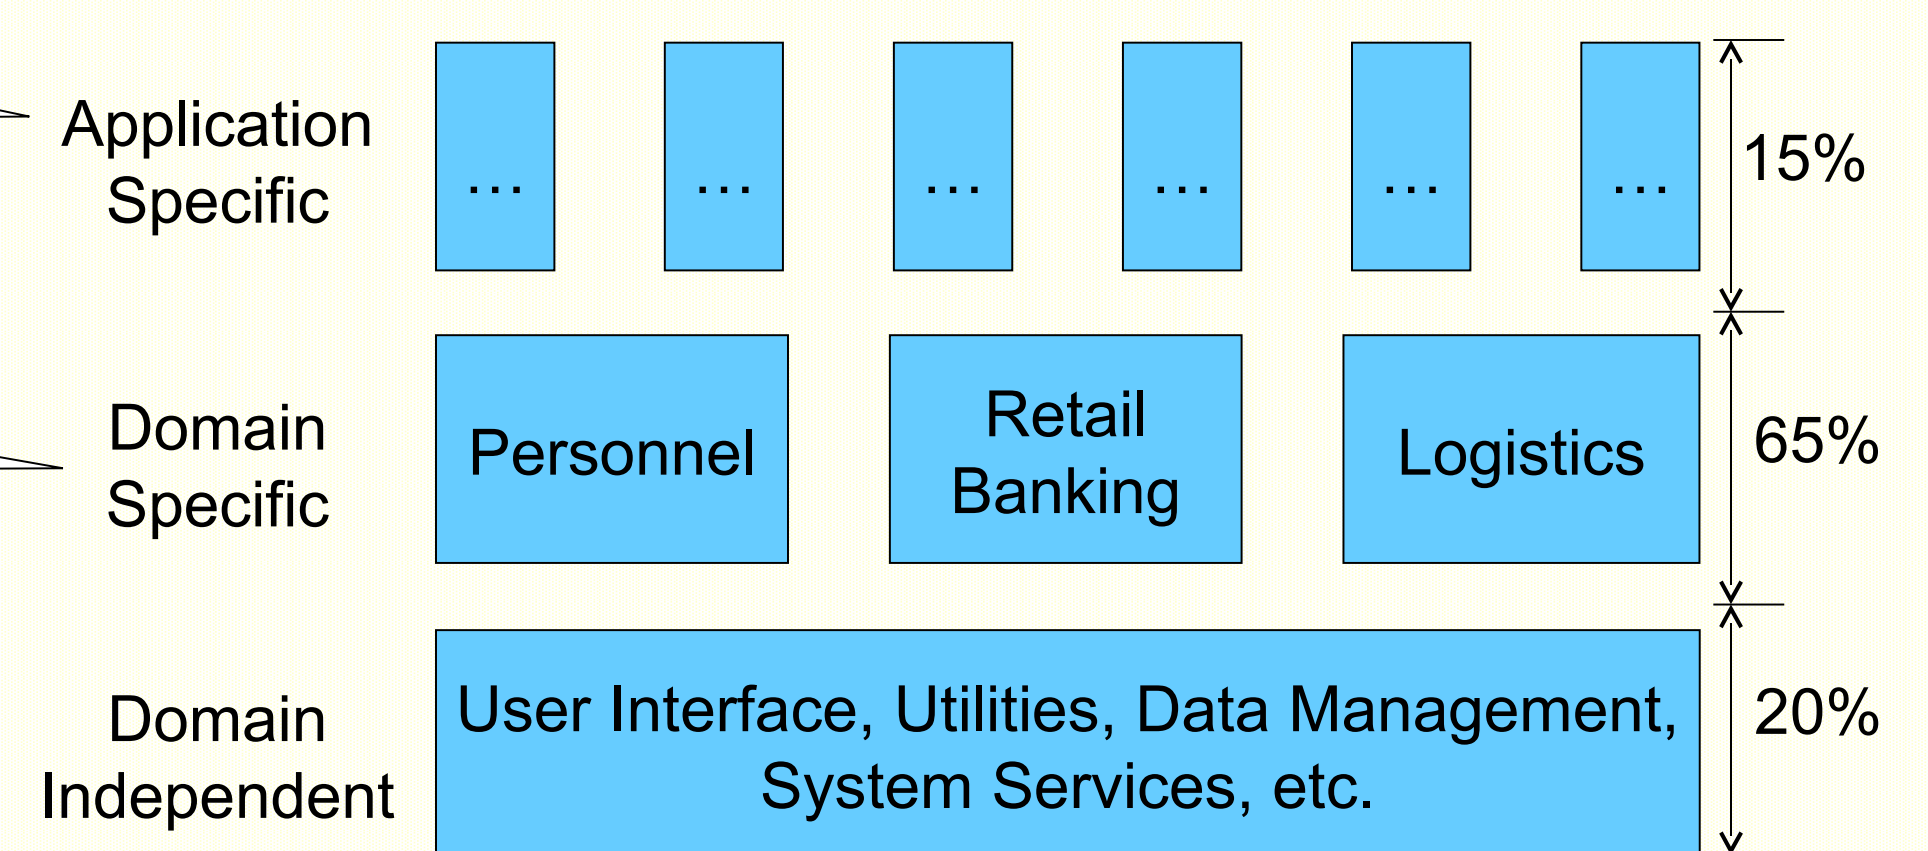 Application
Specific
… … … … … …
15%
Domain
Specific
Personnel
Retail
Banking
Logistics
65%
Domain
Independent
User Interface, Utilities, Data Management,
System Services, etc.
20%